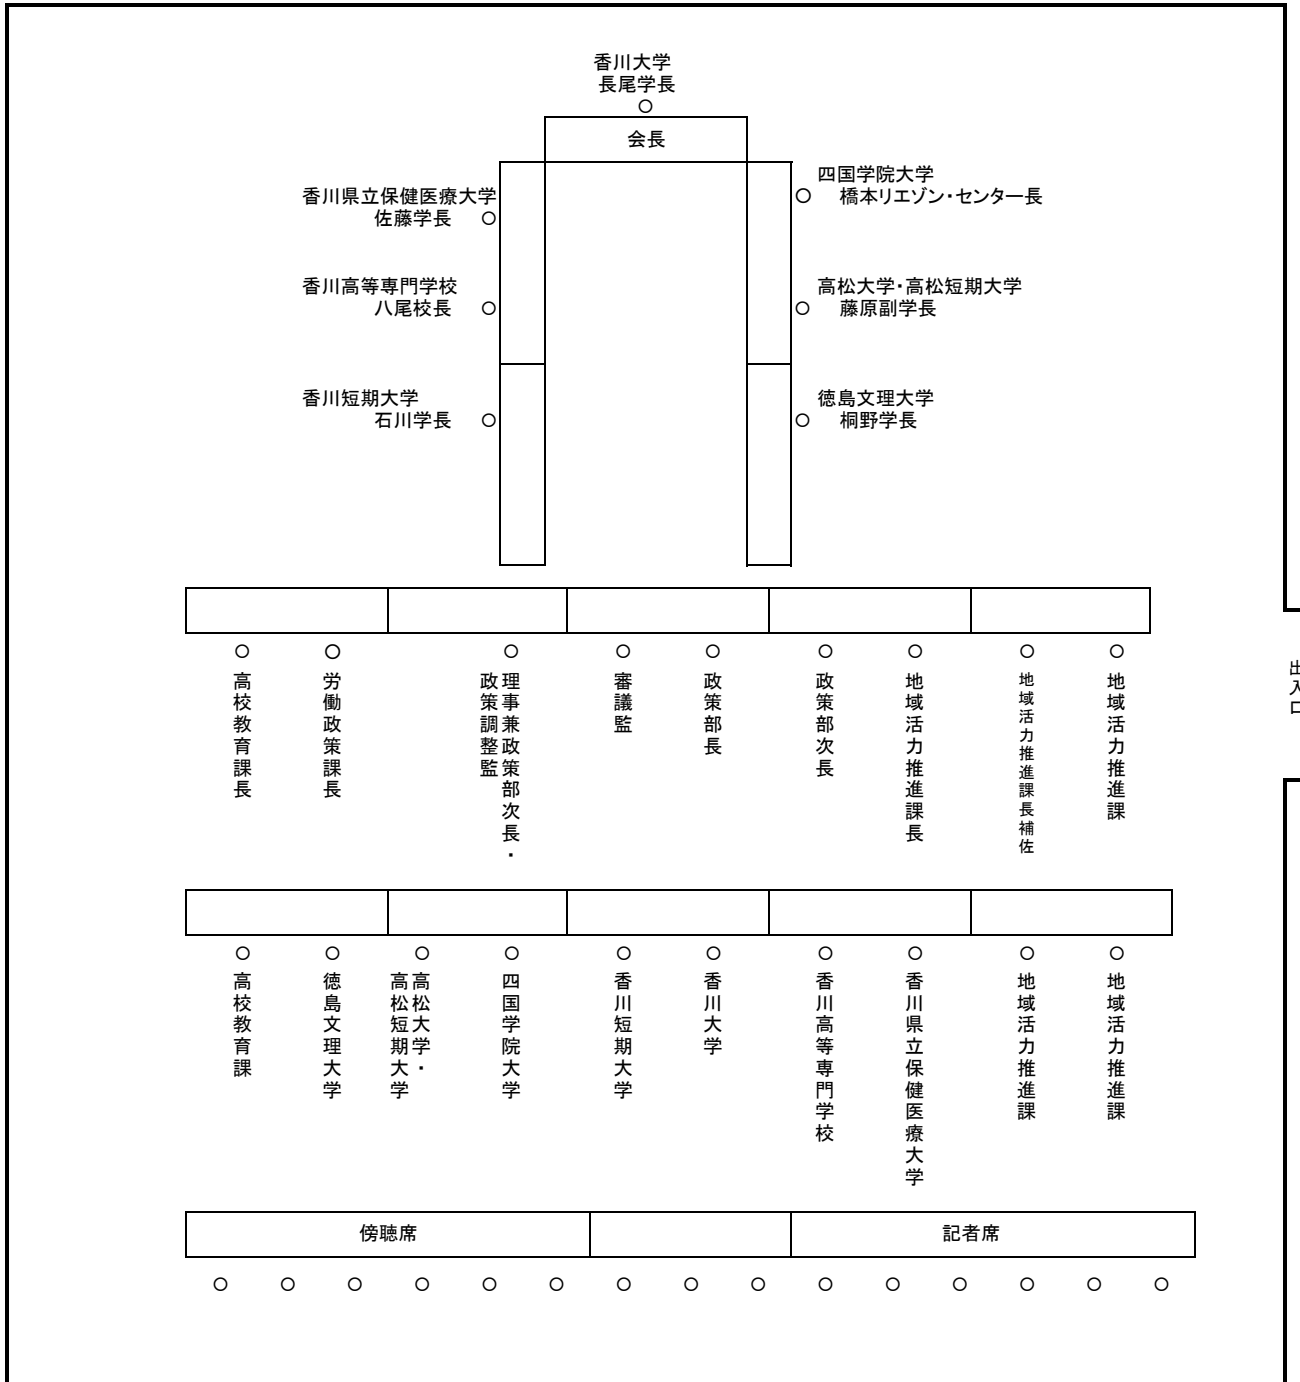 香川大学
長尾学長
○
会長
香川県立保健医療大学
佐藤学長 ○
四国学院大学
○ 橋本リエゾン・センター長
香川高等専門学校
八尾校長 ○
高松大学・高松短期大学
○ 藤原副学長
香川短期大学
石川学長 ○
徳島文理大学
○ 桐野学長
○ ○ ○ ○ ○ ○ ○ ○ ○
高校教育課長
労働政策課長
理事兼政策部次長・
政策調整監
審議監
政策部長
政策部次長
地域活力推進課長
地域活力推進課長補佐
地域活力推進課
出入口
○ ○ ○ ○ ○ ○ ○ ○ ○ ○
高校教育課
徳島文理大学
高松大学・
高松短期大学
四国学院大学
香川短期大学
香川大学
香川高等専門学校
香川県立保健医療大学
地域活力推進課
地域活力推進課
傍聴席
記者席
○ ○ ○ ○ ○ ○ ○ ○ ○ ○ ○ ○ ○ ○ ○